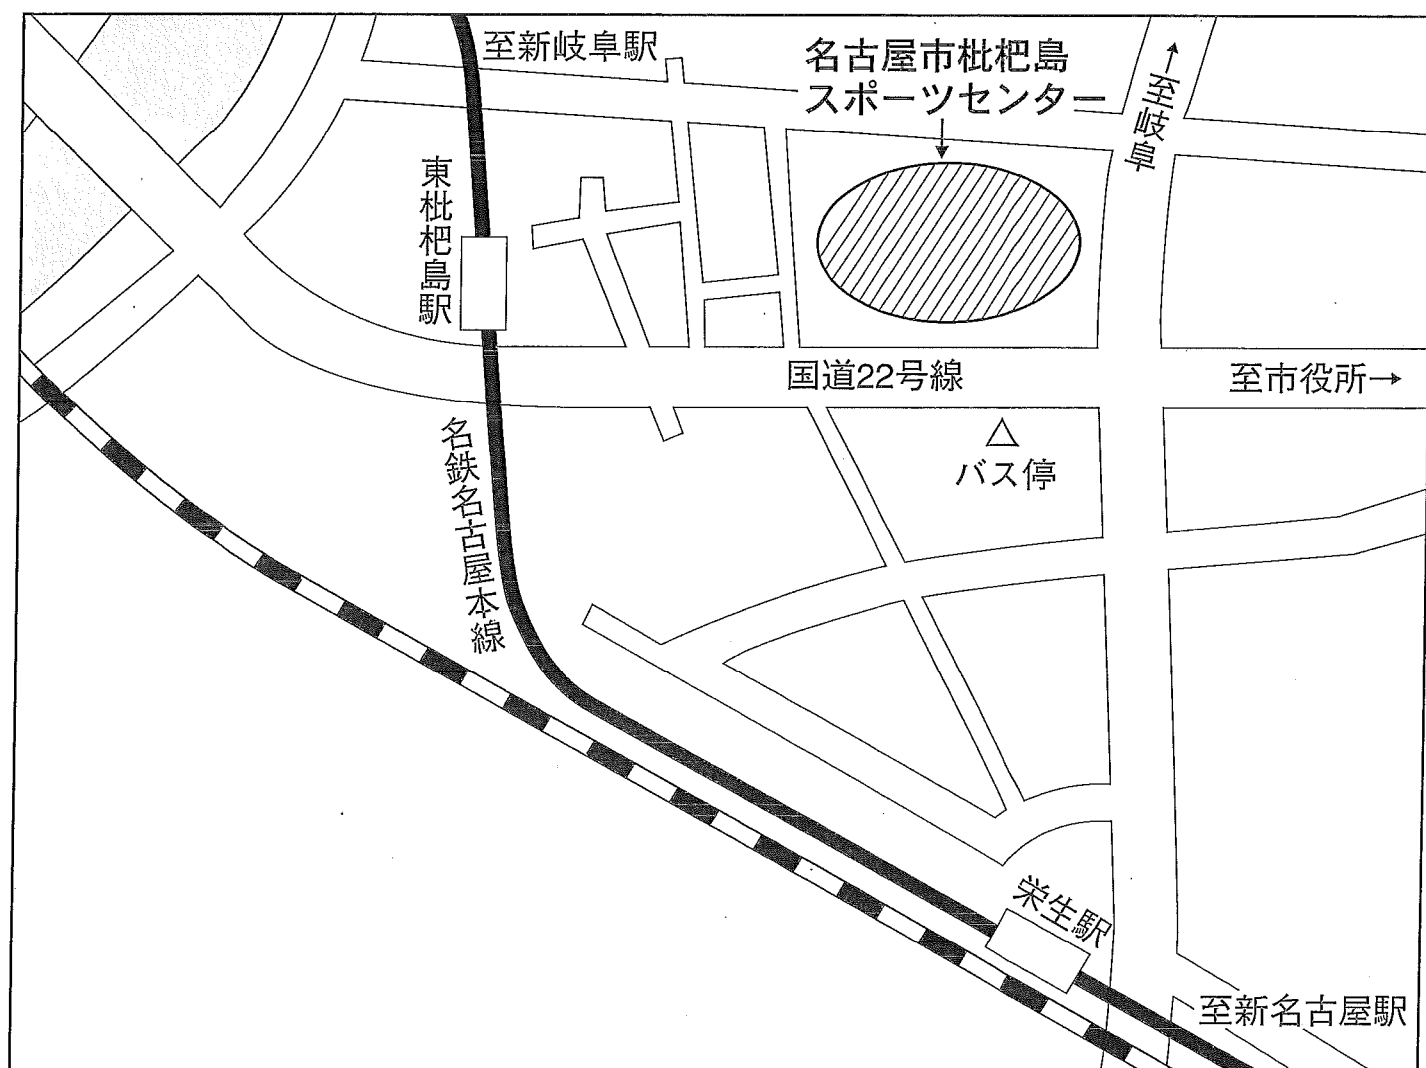 至新岐阜駅
名古屋市枇杷島
スポーツセンター
↑至岐阜
東枇杷島駅
国道22号線
至市役所→
△
バス停
名鉄名古屋本線
栄生駅
至新名古屋駅